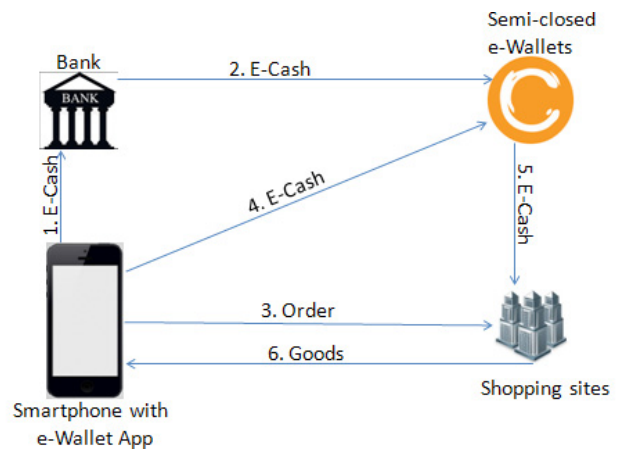 Semi-closed
e-Wallets
Bank
2. E-Cash
BANK
1. E-Cash
4. E-Cash
5. E-Cash
3. Order
6. Goods
Smartphone with
e-Wallet App
Shopping sites